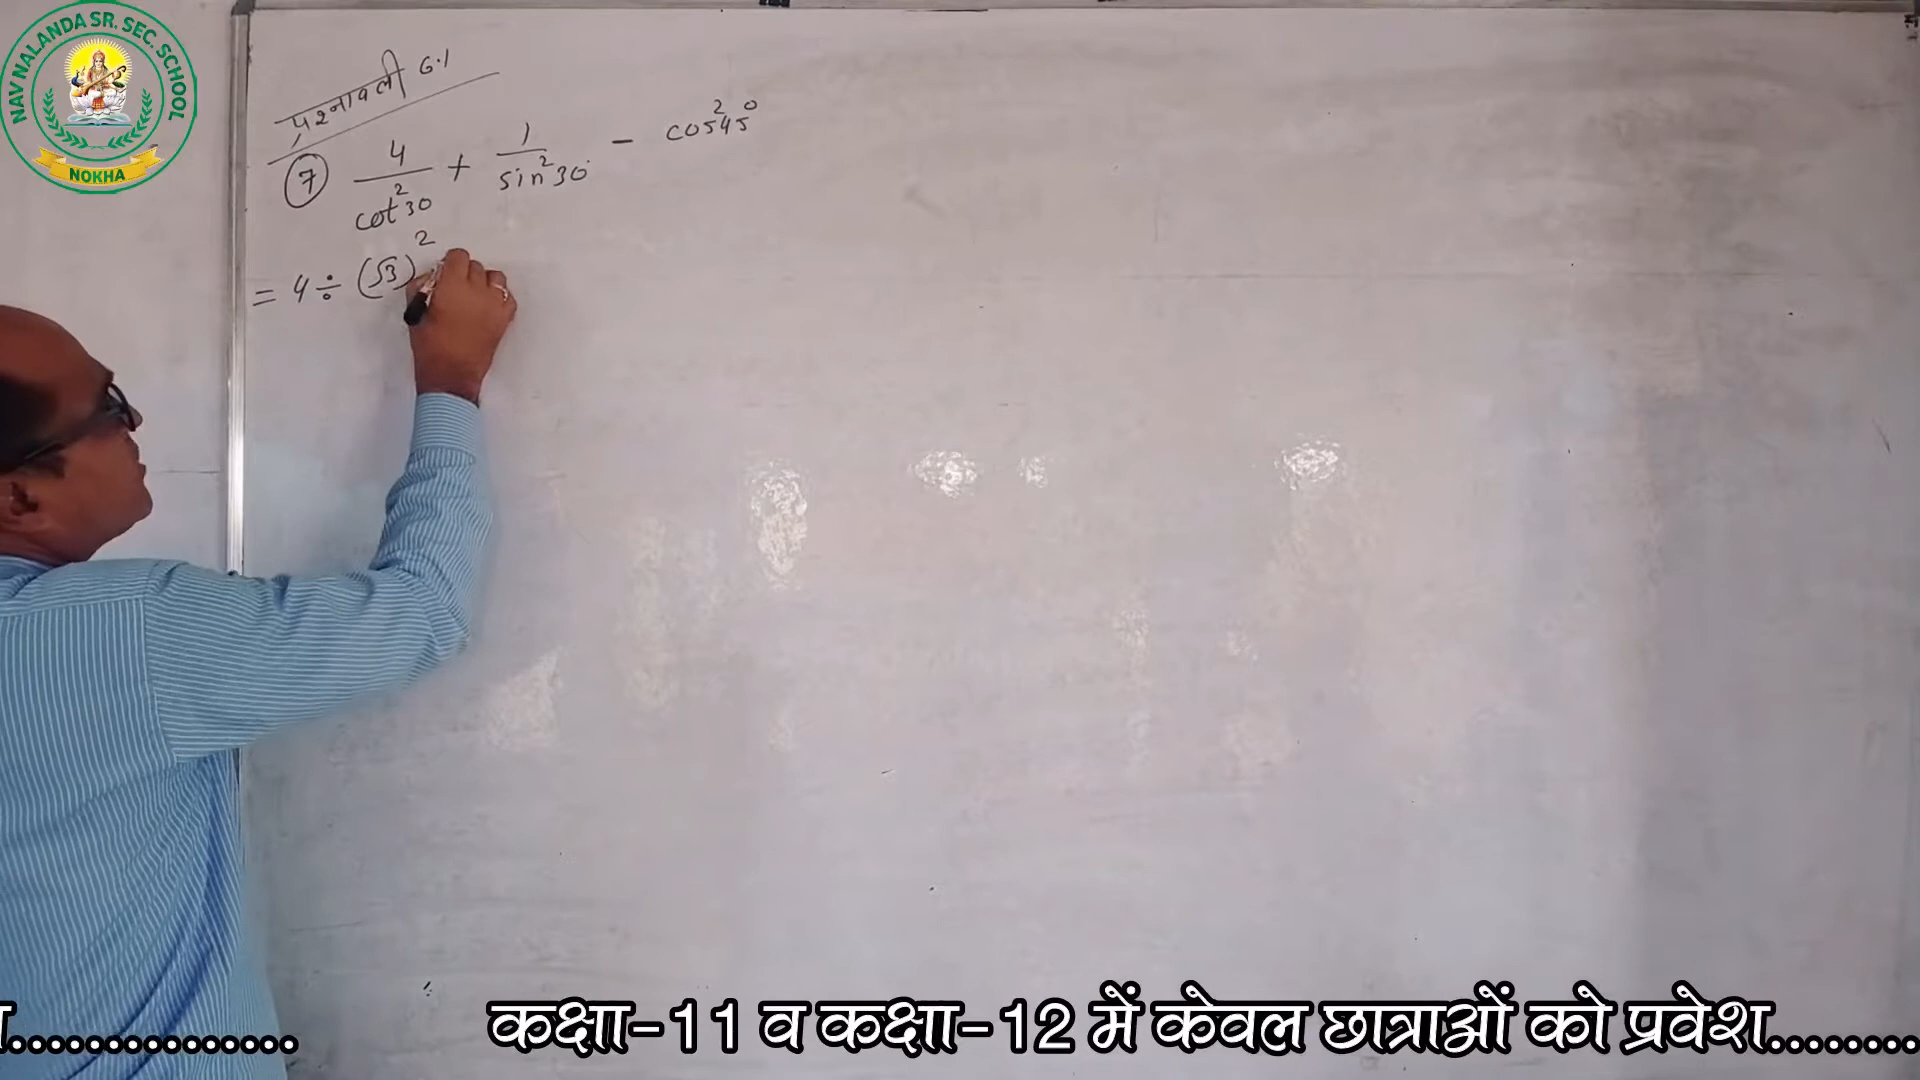 NAV NALANDA SR. SEC. SCHOOL
NOKHA
प्रश्नावली 6.1
7 4/cot²30 + 1/sin²30° - cos²45°
= 4 ÷ (√3)²
कक्षा-11 व कक्षा-12 में केवल छात्राओं को प्रवेश........